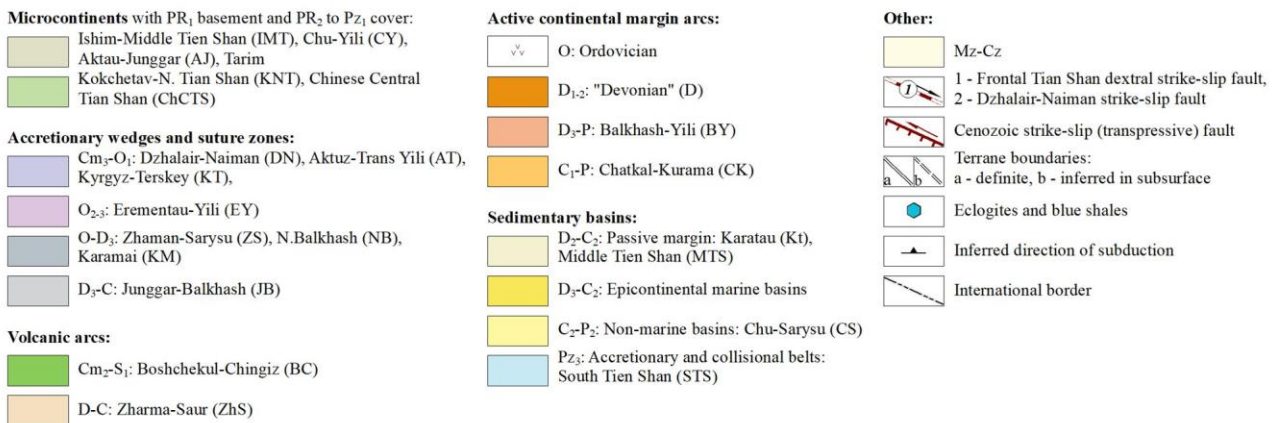 Microcontinents with PR₁ basement and PR₂ to Pz₁ cover:
Ishim-Middle Tien Shan (IMT), Chu-Yili (CY),
Aktau-Junggar (AJ), Tarim
Kokchetav-N. Tian Shan (KNT), Chinese Central
Tian Shan (ChCTS)
Accretionary wedges and suture zones:
Cm₃-O₁: Dzhalair-Naiman (DN), Aktuz-Trans Yili (AT),
Kyrgyz-Terskey (KT),
O₂₋₃: Erementau-Yili (EY)
O-D₃: Zhaman-Sarysu (ZS), N.Balkhash (NB),
Karamai (KM)
D₃-C: Junggar-Balkhash (JB)
Volcanic arcs:
Cm₂-S₁: Boshchekul-Chingiz (BC)
D-C: Zharma-Saur (ZhS)
Active continental margin arcs:
v v v
O: Ordovician
D₁₋₂: "Devonian" (D)
D₃-P: Balkhash-Yili (BY)
C₁-P: Chatkal-Kurama (CK)
Sedimentary basins:
D₂-C₂: Passive margin: Karatau (Kt),
Middle Tien Shan (MTS)
D₃-C₂: Epicontinental marine basins
C₂-P₂: Non-marine basins: Chu-Sarysu (CS)
Pz₃: Accretionary and collisional belts:
South Tien Shan (STS)
Other:
Mz-Cz
1
1 - Frontal Tian Shan dextral strike-slip fault,
2 - Dzhalair-Naiman strike-slip fault
Cenozoic strike-slip (transpressive) fault
a b
Terrane boundaries:
a - definite, b - inferred in subsurface
Eclogites and blue shales
Inferred direction of subduction
International border